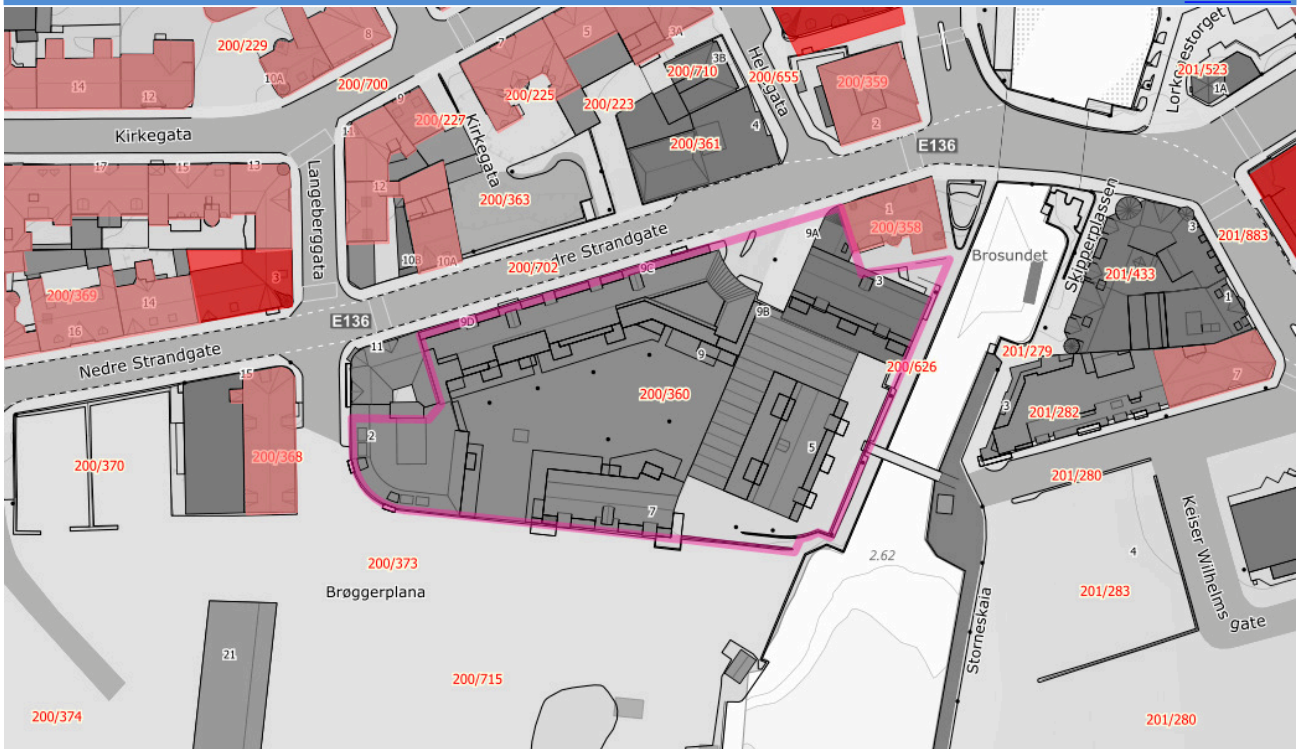 200/229
8
7
5
3A
3B
200/710
200/655
200/359
2
Lorkenestorget
201/523
1A
14
12
10A
200/700
200/225
200/223
Kirkegata
9
200/227
Kirkegata
11
4
200/361
E136
17
15
13
Langeberggata
12
200/363
10B
10A
200/702
Nedre Strandgate
9C
9A
1
200/358
Brosundet
Skipperplassen
3
201/883
201/433
1
200/369
16
14
3
E136
9D
9B
3
Nedre Strandgate
11
9
200/626
201/279
7
15
200/360
3
201/282
200/370
200/368
2
5
201/280
7
Keiser Wilhelms gate
200/373
Brøggerplana
2.62
4
201/283
21
Storneskaia
200/715
200/374
201/280